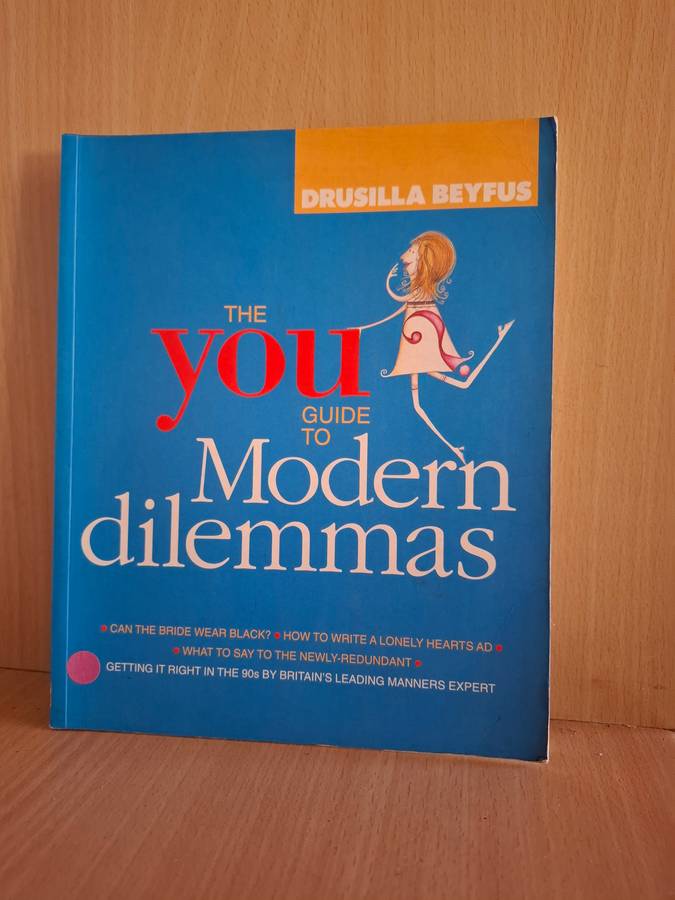 DRUSILLA BEYFUS
THE
you
GUIDE
TO
Modern
dilemmas
• CAN THE BRIDE WEAR BLACK? • HOW TO WRITE A LONELY HEARTS AD •
• WHAT TO SAY TO THE NEWLY-REDUNDANT •
GETTING IT RIGHT IN THE 90s BY BRITAIN'S LEADING MANNERS EXPERT